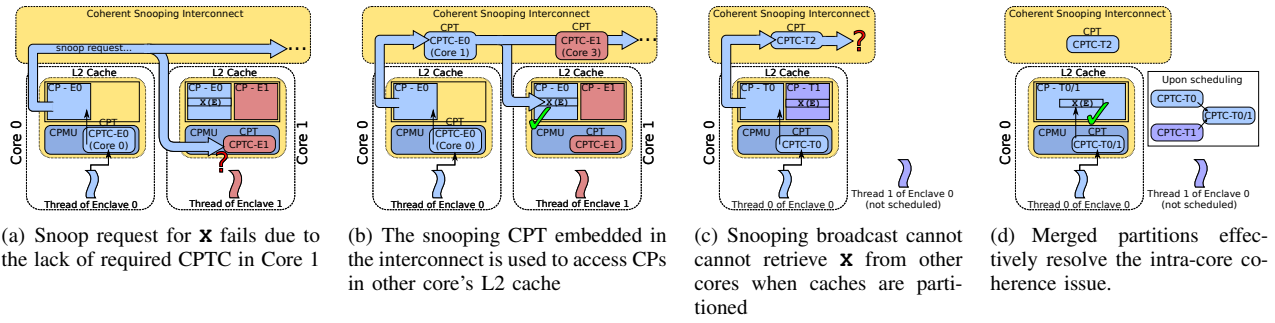 Coherent Snooping Interconnect
snoop request...
...
L2 Cache
L2 Cache
CP - E0
CP - E0
CP - E1
X (E)
CPMU
CPT
CPTC-E0
(Core 0)
CPMU
CPT
CPTC-E1
?
Core 0
Core 1
Thread of Enclave 0
Thread of Enclave 1
(a) Snoop request for X fails due to
the lack of required CPTC in Core 1
Coherent Snooping Interconnect
CPT
CPTC-E0
(Core 1)
CPT
CPTC-E1
(Core 3)
...
L2 Cache
L2 Cache
CP - E0
CP - E0
CP - E1
X (E)
CPMU
CPT
CPTC-E0
(Core 0)
CPMU
CPT
CPTC-E1
Core 0
Core 1
Thread of Enclave 0
Thread of Enclave 1
(b) The snooping CPT embedded in
the interconnect is used to access CPs
in other core's L2 cache
Coherent Snooping Interconnect
CPT
CPTC-T2
?
L2 Cache
CP - T0
CP - T1
X (E)
CPMU
CPT
CPTC-T0
Core 0
Thread 0 of Enclave 0
Thread 1 of Enclave 0
(not scheduled)
(c) Snooping broadcast cannot
cannot retrieve X from other
cores when caches are parti-
tioned
Coherent Snooping Interconnect
CPT
CPTC-T2
L2 Cache
CP - T0/1
X (E)
CPMU
CPT
CPTC-T0/1
Core 0
Upon scheduling
CPTC-T0
CPTC-T0/1
CPTC-T1
Thread 0 of Enclave 0
Thread 1 of Enclave 0
(not scheduled)
(d) Merged partitions effec-
tively resolve the intra-core co-
herence issue.